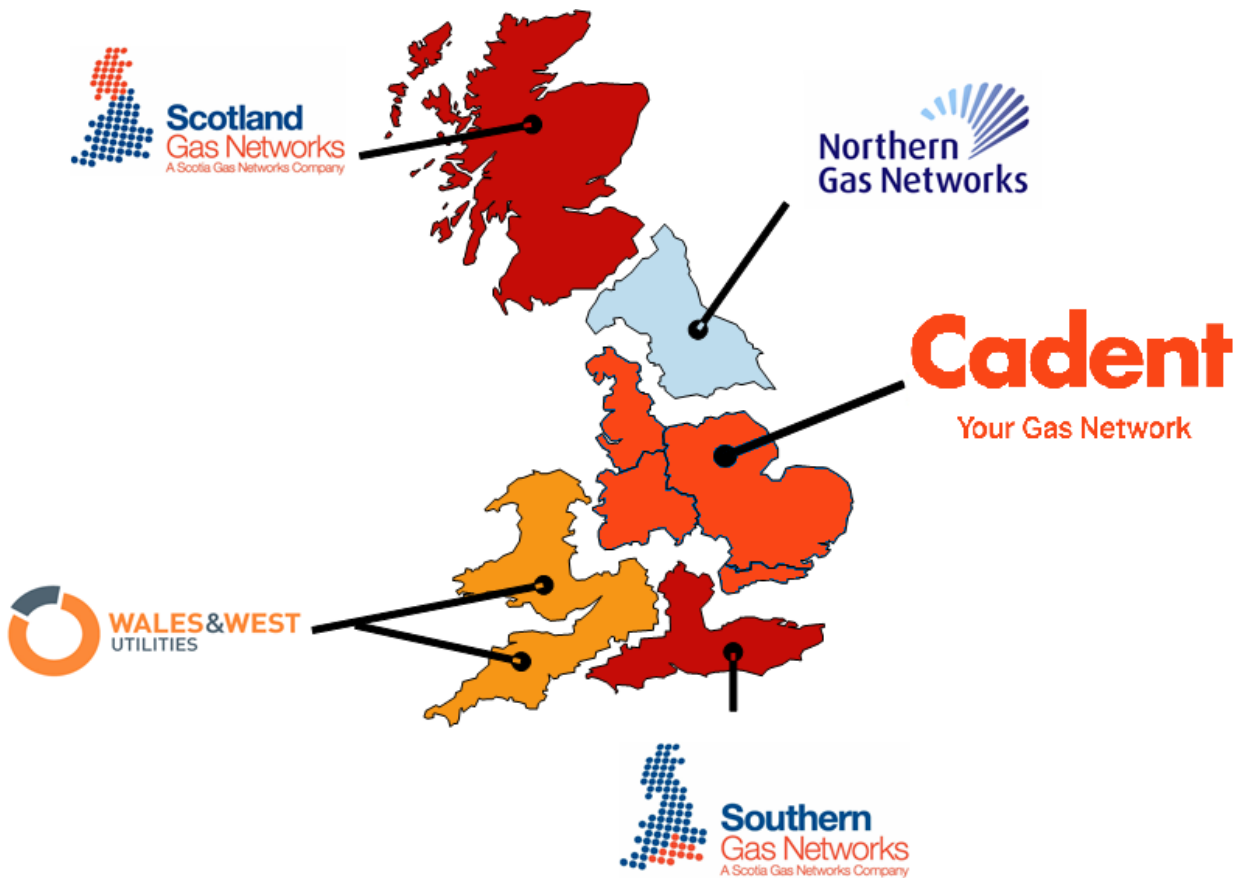 Scotland
Gas Networks
A Scotia Gas Networks Company
Northern
Gas Networks
Cadent
Your Gas Network
WALES&WEST
UTILITIES
Southern
Gas Networks
A Scotia Gas Networks Company